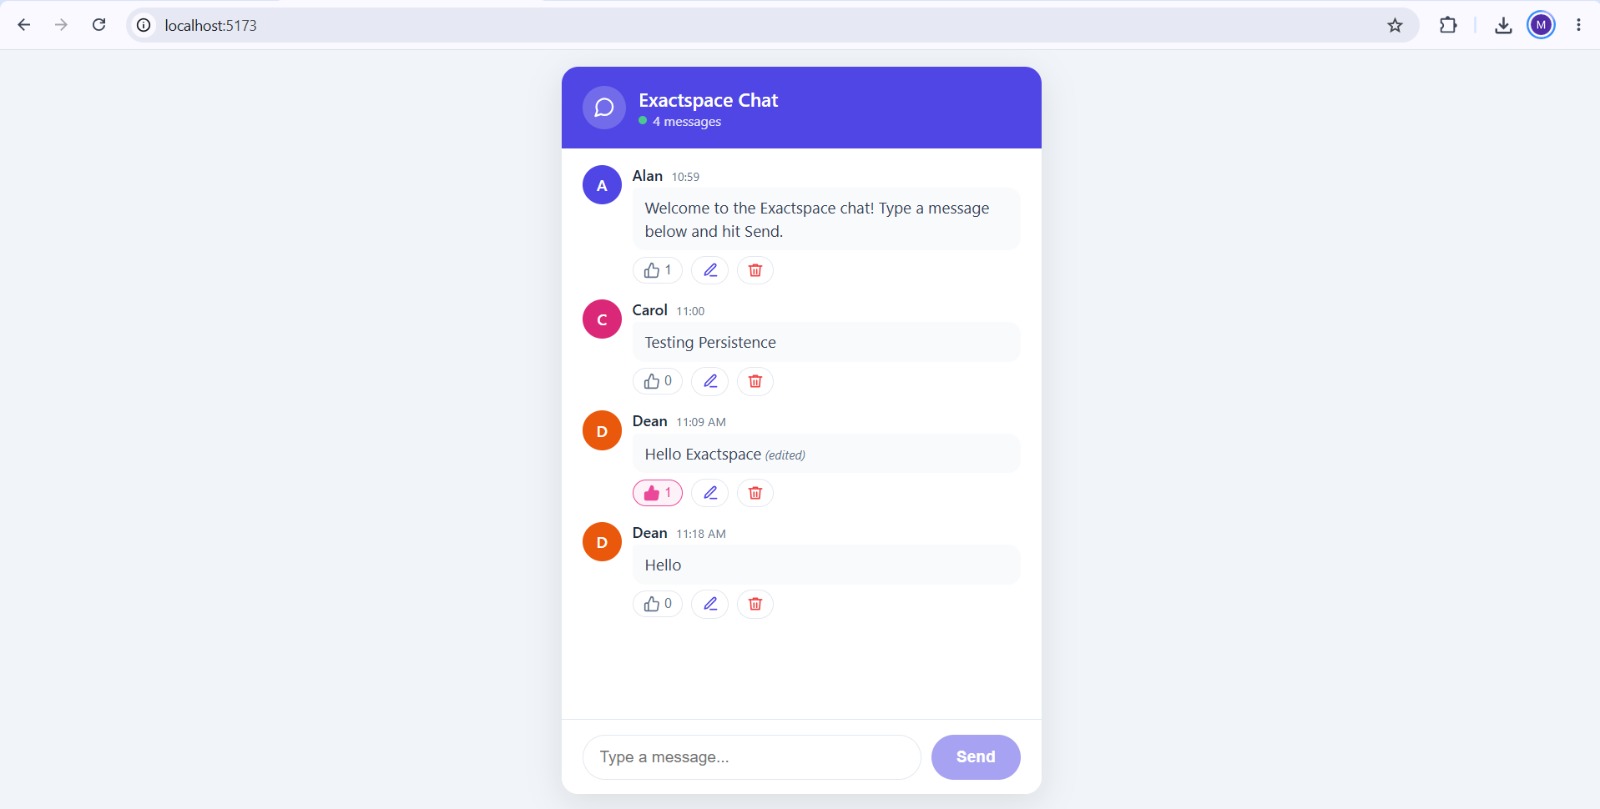 localhost:5173
M
Exactspace Chat
4 messages
A
Alan 10:59
Welcome to the Exactspace chat! Type a message
below and hit Send.
1
C
Carol 11:00
Testing Persistence
0
D
Dean 11:09 AM
Hello Exactspace (edited)
1
D
Dean 11:18 AM
Hello
0
Type a message...
Send